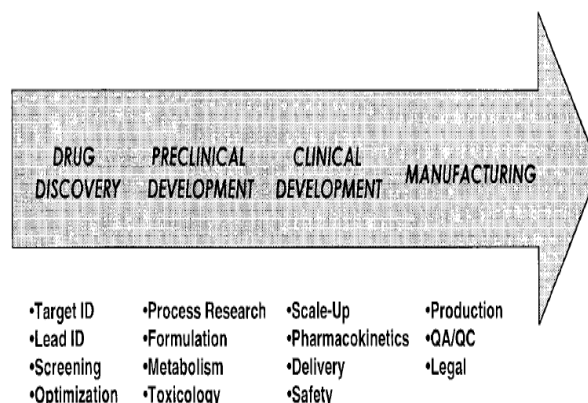 DRUG DISCOVERY
PRECLINICAL DEVELOPMENT
CLINICAL DEVELOPMENT
MANUFACTURING
•Target ID
•Lead ID
•Screening
•Optimization
•Process Research
•Formulation
•Metabolism
•Toxicology
•Scale-Up
•Pharmacokinetics
•Delivery
•Safety
•Production
•QA/QC
•Legal